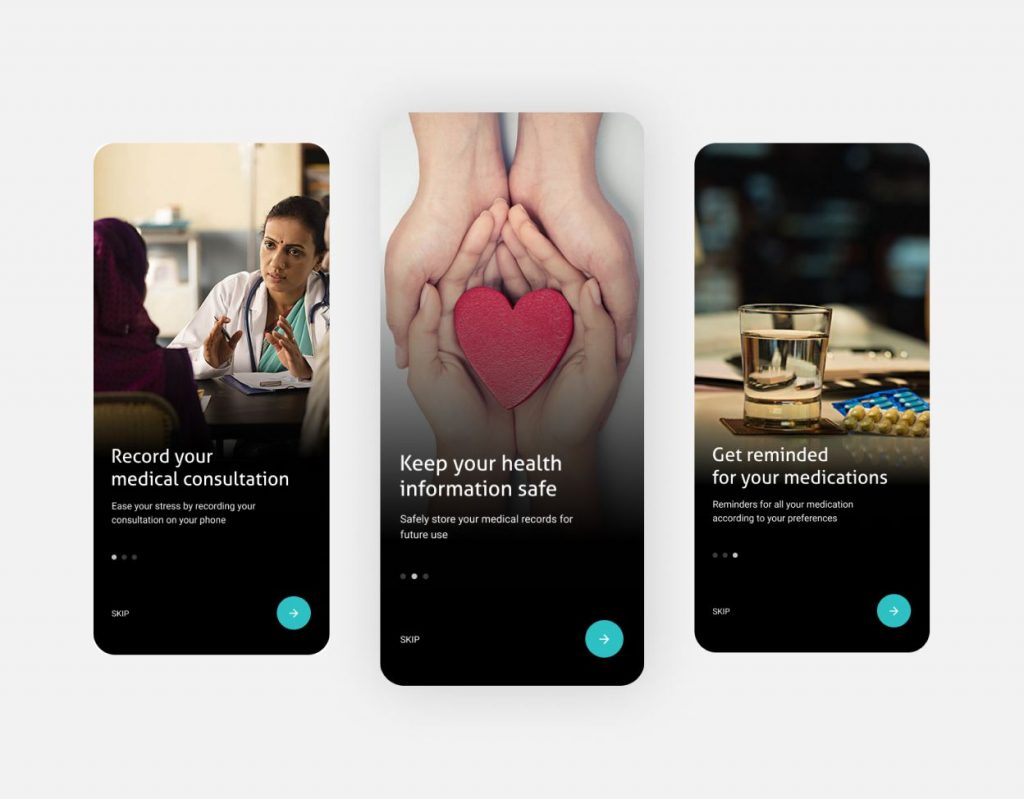 Record your
medical consultation
Ease your stress by recording your
consultation on your phone
SKIP
Keep your health
information safe
Safely store your medical records for
future use
SKIP
Get reminded
for your medications
Reminders for all your medication
according to your preferences
SKIP